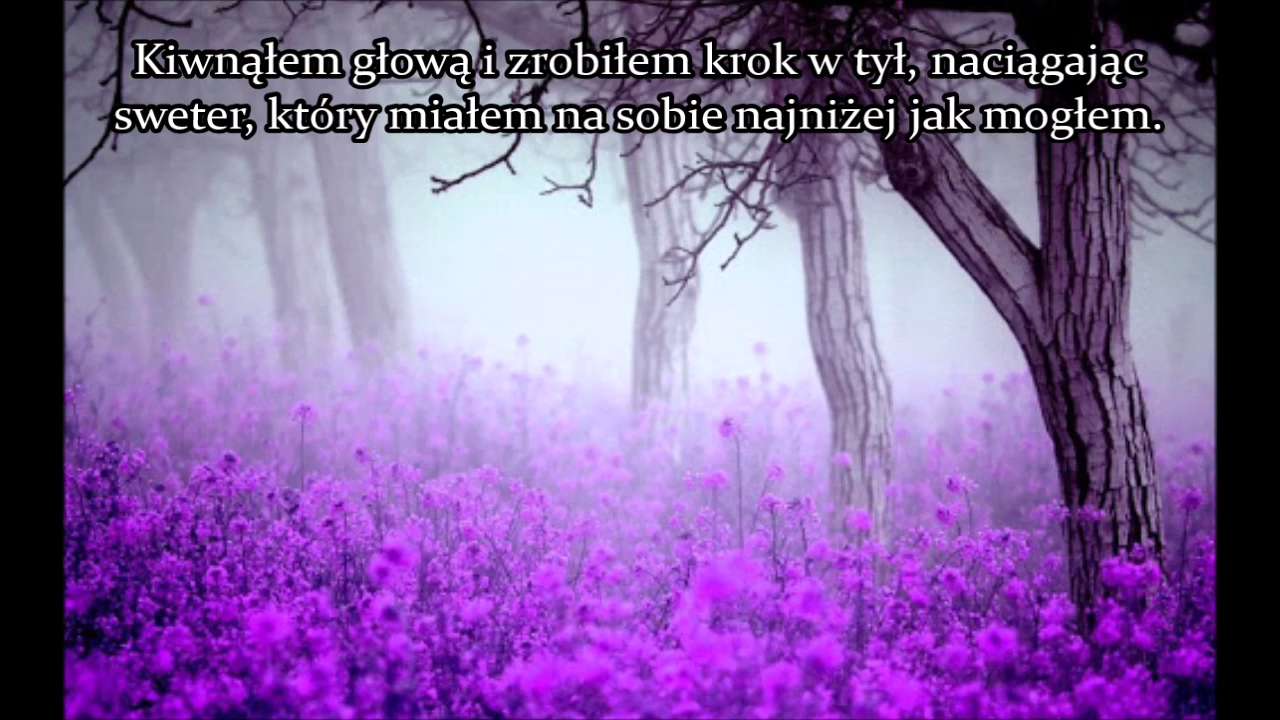 Kiwnąłem głową i zrobiłem krok w tył, naciągając
sweter, który miałem na sobie najniżej jak mogłem.